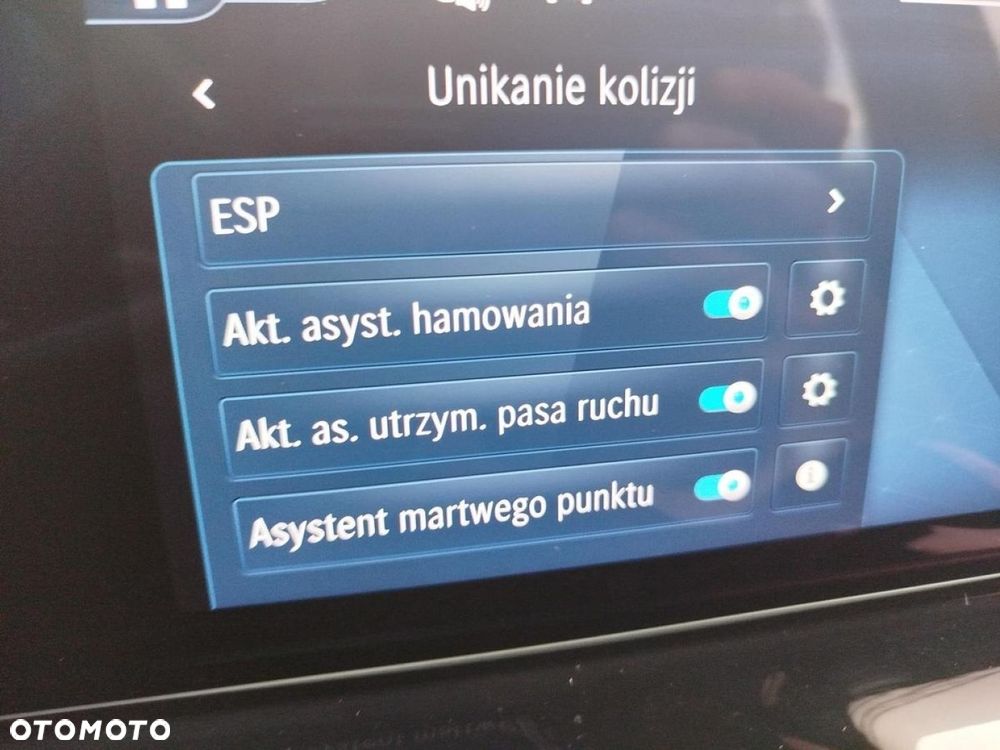 Unikanie kolizji
ESP
Akt. asyst. hamowania
Akt. as. utrzym. pasa ruchu
Asystent martwego punktu
OTOMOTO